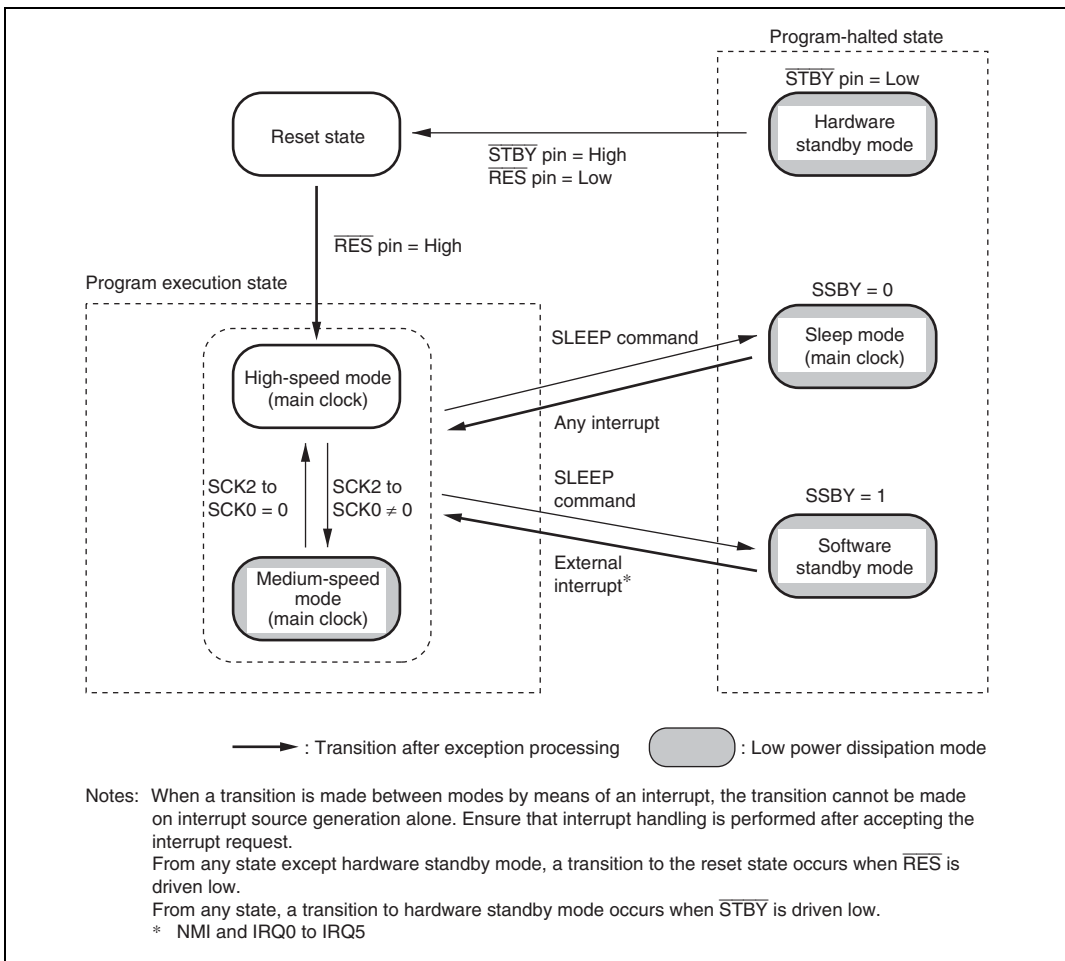 Program-halted state
STBY pin = Low
Hardware
standby mode
Reset state
STBY pin = High
RES pin = Low
RES pin = High
Program execution state
SSBY = 0
Sleep mode
(main clock)
SLEEP command
High-speed mode
(main clock)
Any interrupt
SCK2 to
SCK0 = 0
SCK2 to
SCK0 ≠ 0
SLEEP
command
SSBY = 1
Software
standby mode
External
interrupt*
Medium-speed
mode
(main clock)
: Transition after exception processing
: Low power dissipation mode
Notes: When a transition is made between modes by means of an interrupt, the transition cannot be made
on interrupt source generation alone. Ensure that interrupt handling is performed after accepting the
interrupt request.
From any state except hardware standby mode, a transition to the reset state occurs when RES is
driven low.
From any state, a transition to hardware standby mode occurs when STBY is driven low.
* NMI and IRQ0 to IRQ5